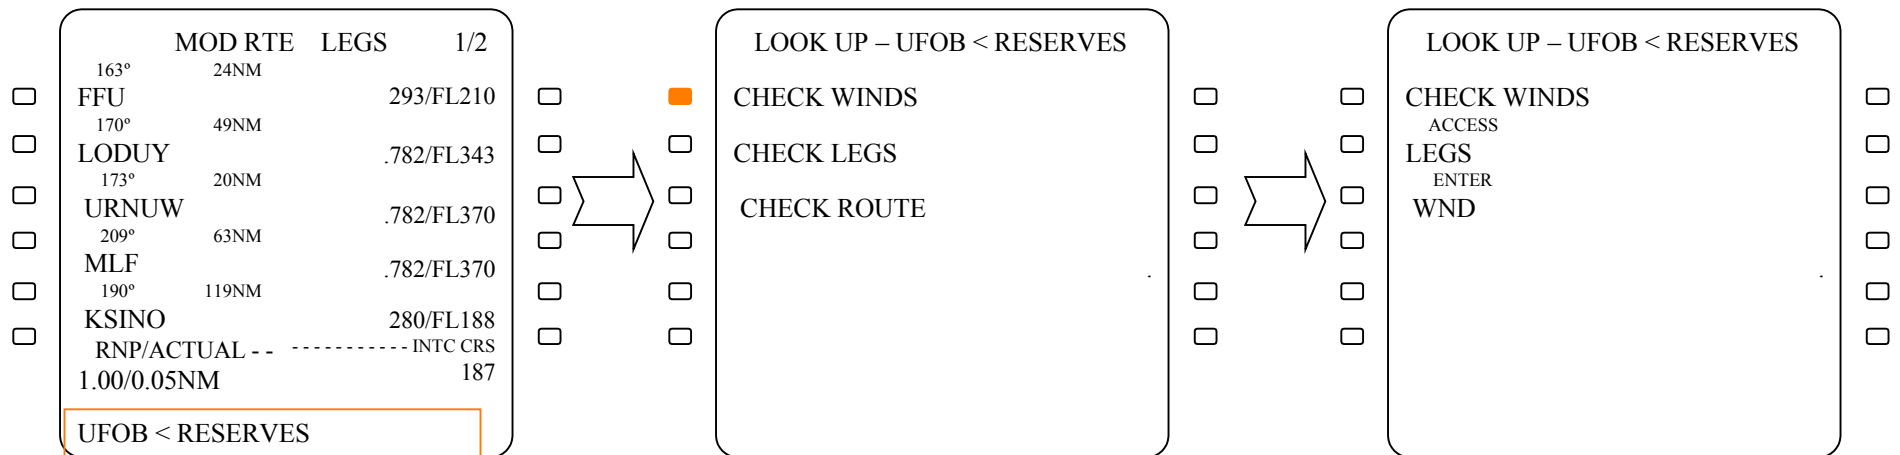 MOD RTE LEGS 1/2
163° 24NM
FFU 293/FL210
170° 49NM
LODUY .782/FL343
173° 20NM
URNUW .782/FL370
209° 63NM
MLF .782/FL370
190° 119NM
KSINO 280/FL188
RNP/ACTUAL - - - - - - - - - - - - - INTC CRS
1.00/0.05NM 187
UFOB < RESERVES
LOOK UP – UFOB < RESERVES
CHECK WINDS
CHECK LEGS
CHECK ROUTE
.
LOOK UP – UFOB < RESERVES
CHECK WINDS
ACCESS
LEGS
ENTER
WND
.